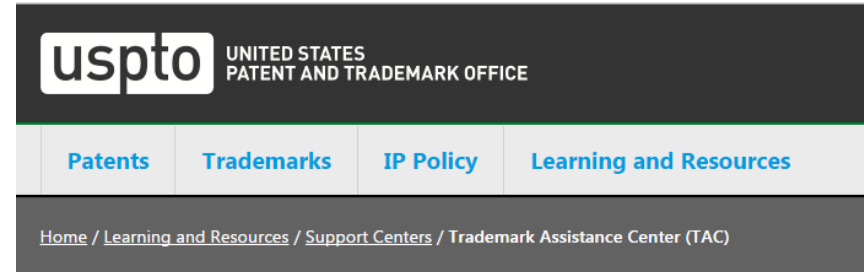 uspto UNITED STATES
PATENT AND TRADEMARK OFFICE
Patents Trademarks IP Policy Learning and Resources
Home / Learning and Resources / Support Centers / Trademark Assistance Center (TAC)